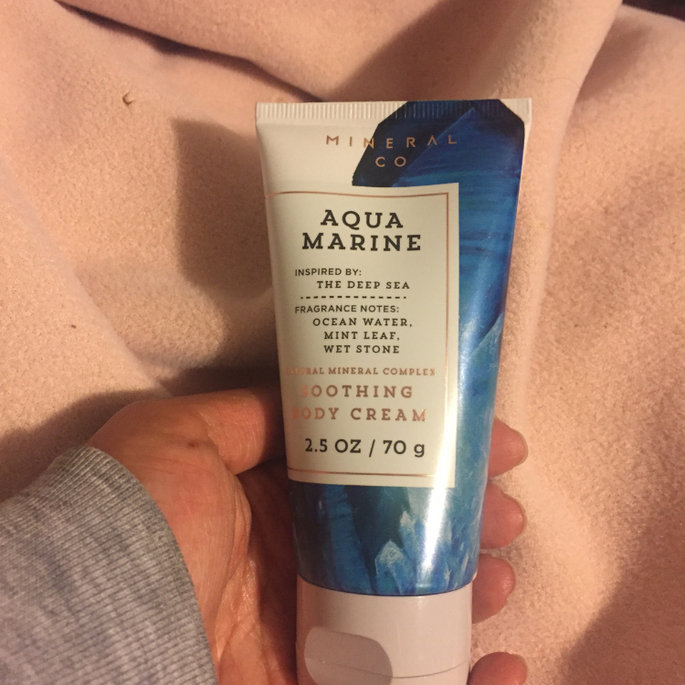 MINERAL
CO
AQUA
MARINE
INSPIRED BY:
THE DEEP SEA
FRAGRANCE NOTES:
OCEAN WATER,
MINT LEAF,
WET STONE
NATURAL MINERAL COMPLEX
SOOTHING
BODY CREAM
2.5 OZ / 70 g